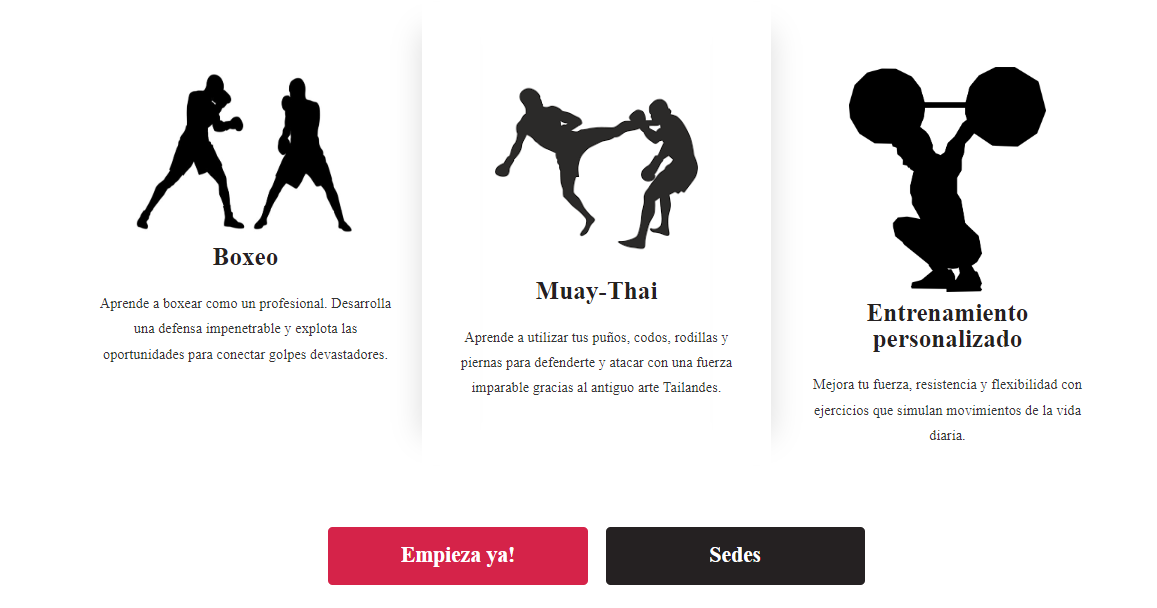 Boxeo
Aprende a boxear como un profesional. Desarrolla
una defensa impenetrable y explota las
oportunidades para conectar golpes devastadores.
Muay-Thai
Aprende a utilizar tus puños, codos, rodillas y
piernas para defenderte y atacar con una fuerza
imparable gracias al antiguo arte Tailandes.
Entrenamiento
personalizado
Mejora tu fuerza, resistencia y flexibilidad con
ejercicios que simulan movimientos de la vida
diaria.
Empieza ya!
Sedes